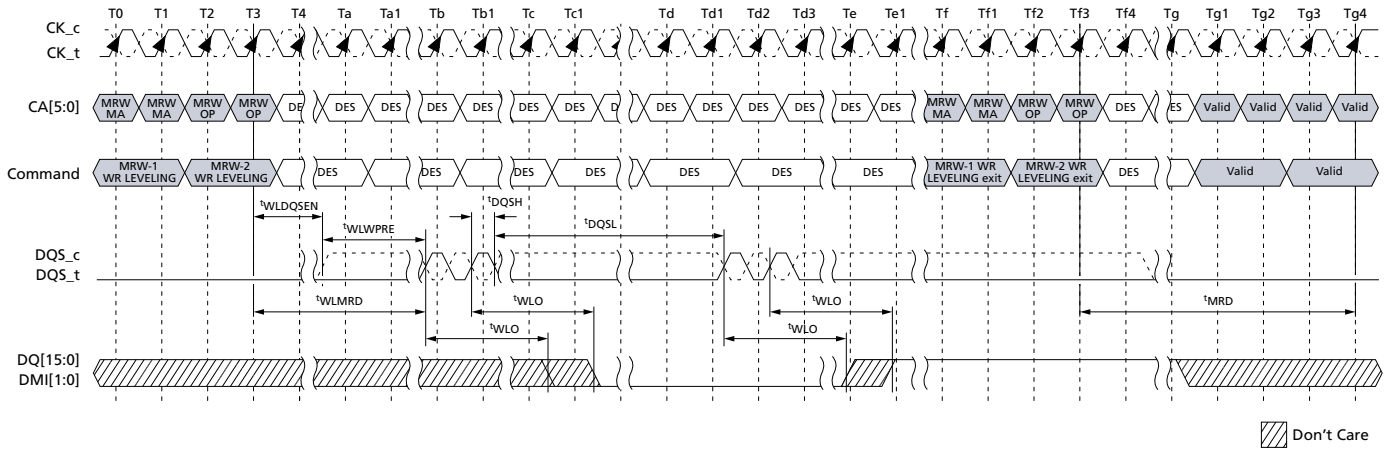 T0 T1 T2 T3 T4 Ta Ta1 Tb Tb1 Tc Tc1 Td Td1 Td2 Td3 Te Te1 Tf Tf1 Tf2 Tf3 Tf4 Tg Tg1 Tg2 Tg3 Tg4
CK_c
CK_t
CA[5:0]
MRW MRW MRW MRW DE DES DES DES DES DES DES D DES DES DES DES DES DES MRW MRW MRW MRW DES ES Valid Valid Valid Valid
MA MA OP OP MA MA OP OP
Command
MRW-1 MRW-2 DES DES DES DES DES DES DES DES DES DES MRW-1 WR MRW-2 WR DES Valid Valid
WR LEVELING WR LEVELING LEVELING exit LEVELING exit
tWLDQSEN tDQSH
tWLWPRE tDQSL
DQS_c
DQS_t
tWLMRD tWLO tWLO tMRD
tWLO tWLO
DQ[15:0]
DMI[1:0]
Don't Care